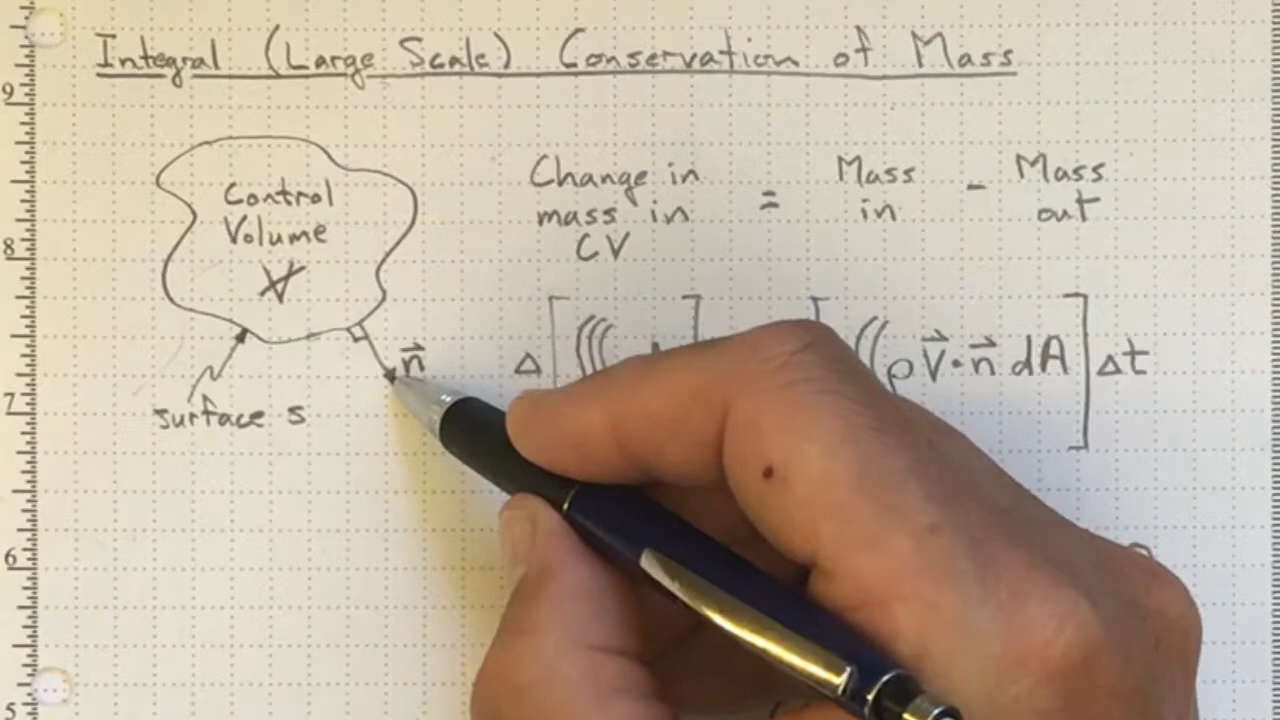 Integral (Large Scale) Conservation of Mass
Control
Volume
V
n⃗
surface s
Change in
mass in
CV
=
Mass
in
-
Mass
out
Δ [ ∭
∬ ρV⃗·n⃗ dA ] Δt
9
8
7
6
5